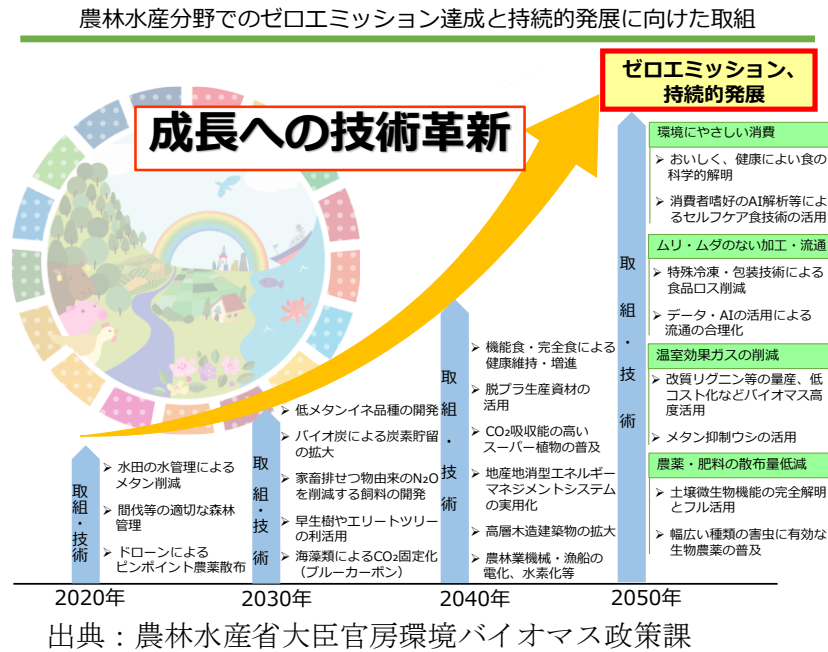 農林水産分野でのゼロエミッション達成と持続的発展に向けた取組
ゼロエミッション、
持続的発展
成長への技術革新
取組・技術
➢ 水田の水管理による
メタン削減
➢ 間伐等の適切な森林
管理
➢ ドローンによる
ピンポイント農薬散布
取組・技術
➢ 低メタンイネ品種の開発
➢ バイオ炭による炭素貯留
の拡大
➢ 家畜排せつ物由来のN₂O
を削減する飼料の開発
➢ 早生樹やエリートツリー
の利活用
➢ 海藻類によるCO₂固定化
（ブルーカーボン）
取組・技術
➢ 機能食・完全食による
健康維持・増進
➢ 脱プラ生産資材の
活用
➢ CO₂吸収能の高い
スーパー植物の普及
➢ 地産地消型エネルギー
マネジメントシステム
の実用化
➢ 高層木造建築物の拡大
➢ 農林業機械・漁船の
電化、水素化等
取組・技術
環境にやさしい消費
➢ おいしく、健康によい食の
科学的解明
➢ 消費者嗜好のAI解析等によ
るセルフケア食技術の活用
ムリ・ムダのない加工・流通
➢ 特殊冷凍・包装技術による
食品ロス削減
➢ データ・AIの活用による
流通の合理化
温室効果ガスの削減
➢ 改質リグニン等の量産、低
コスト化などバイオマス高
度活用
➢ メタン抑制ウシの活用
農薬・肥料の散布量低減
➢ 土壌微生物機能の完全解明
とフル活用
➢ 幅広い種類の害虫に有効な
生物農薬の普及
2020年
2030年
2040年
2050年
出典：農林水産省大臣官房環境バイオマス政策課